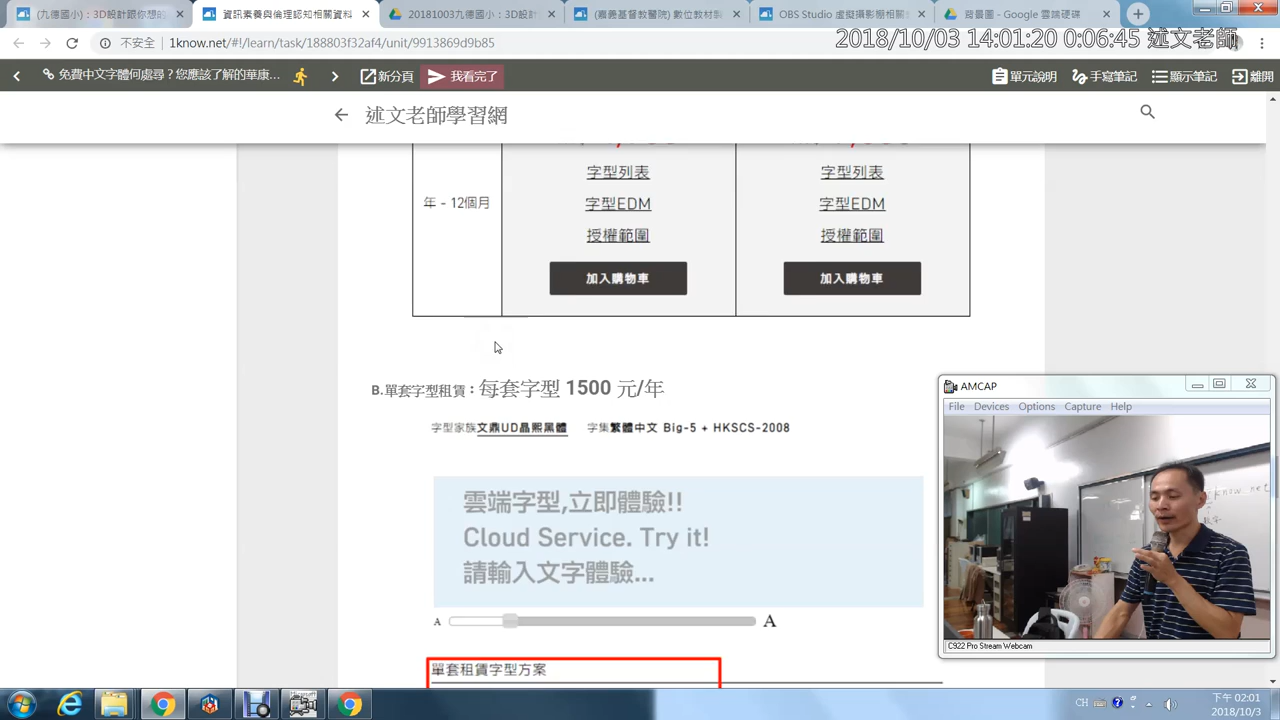 (九德國小) : 3D設計跟你想的
資訊素養與倫理認知相關資料
20181003九德國小 : 3D設
(嘉義基督教醫院) 數位教材製
OBS Studio 虛擬攝影棚相關
背景圖 - Google 雲端硬碟
不安全
1know.net/#!/learn/task/188803f32af4/unit/9913869d9b85
2018/10/03 14:01:20 0:06:45 述文老師
免費中文字體何處尋？您應該了解的華康...
新分頁
我看完了
單元說明
手寫筆記
顯示筆記
離開
述文老師學習網
年 - 12個月
字型列表
字型EDM
授權範圍
加入購物車
字型列表
字型EDM
授權範圍
加入購物車
B.單套字型租賃：每套字型 1500 元/年
字型家族文鼎UD晶熙黑體 字集繁體中文 Big-5 + HKSCS-2008
雲端字型,立即體驗!!
Cloud Service. Try it!
請輸入文字體驗...
A
A
單套租賃字型方案
AMCAP
File Devices Options Capture Help
C922 Pro Stream Webcam
CH
下午 02:01
2018/10/3